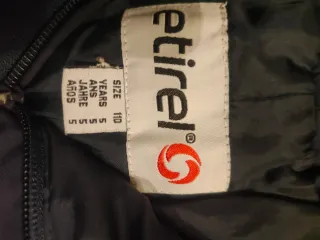 etirel®
SIZE 110
YEARS 5
ANS 5
JAHRE 5
AÑOS 5